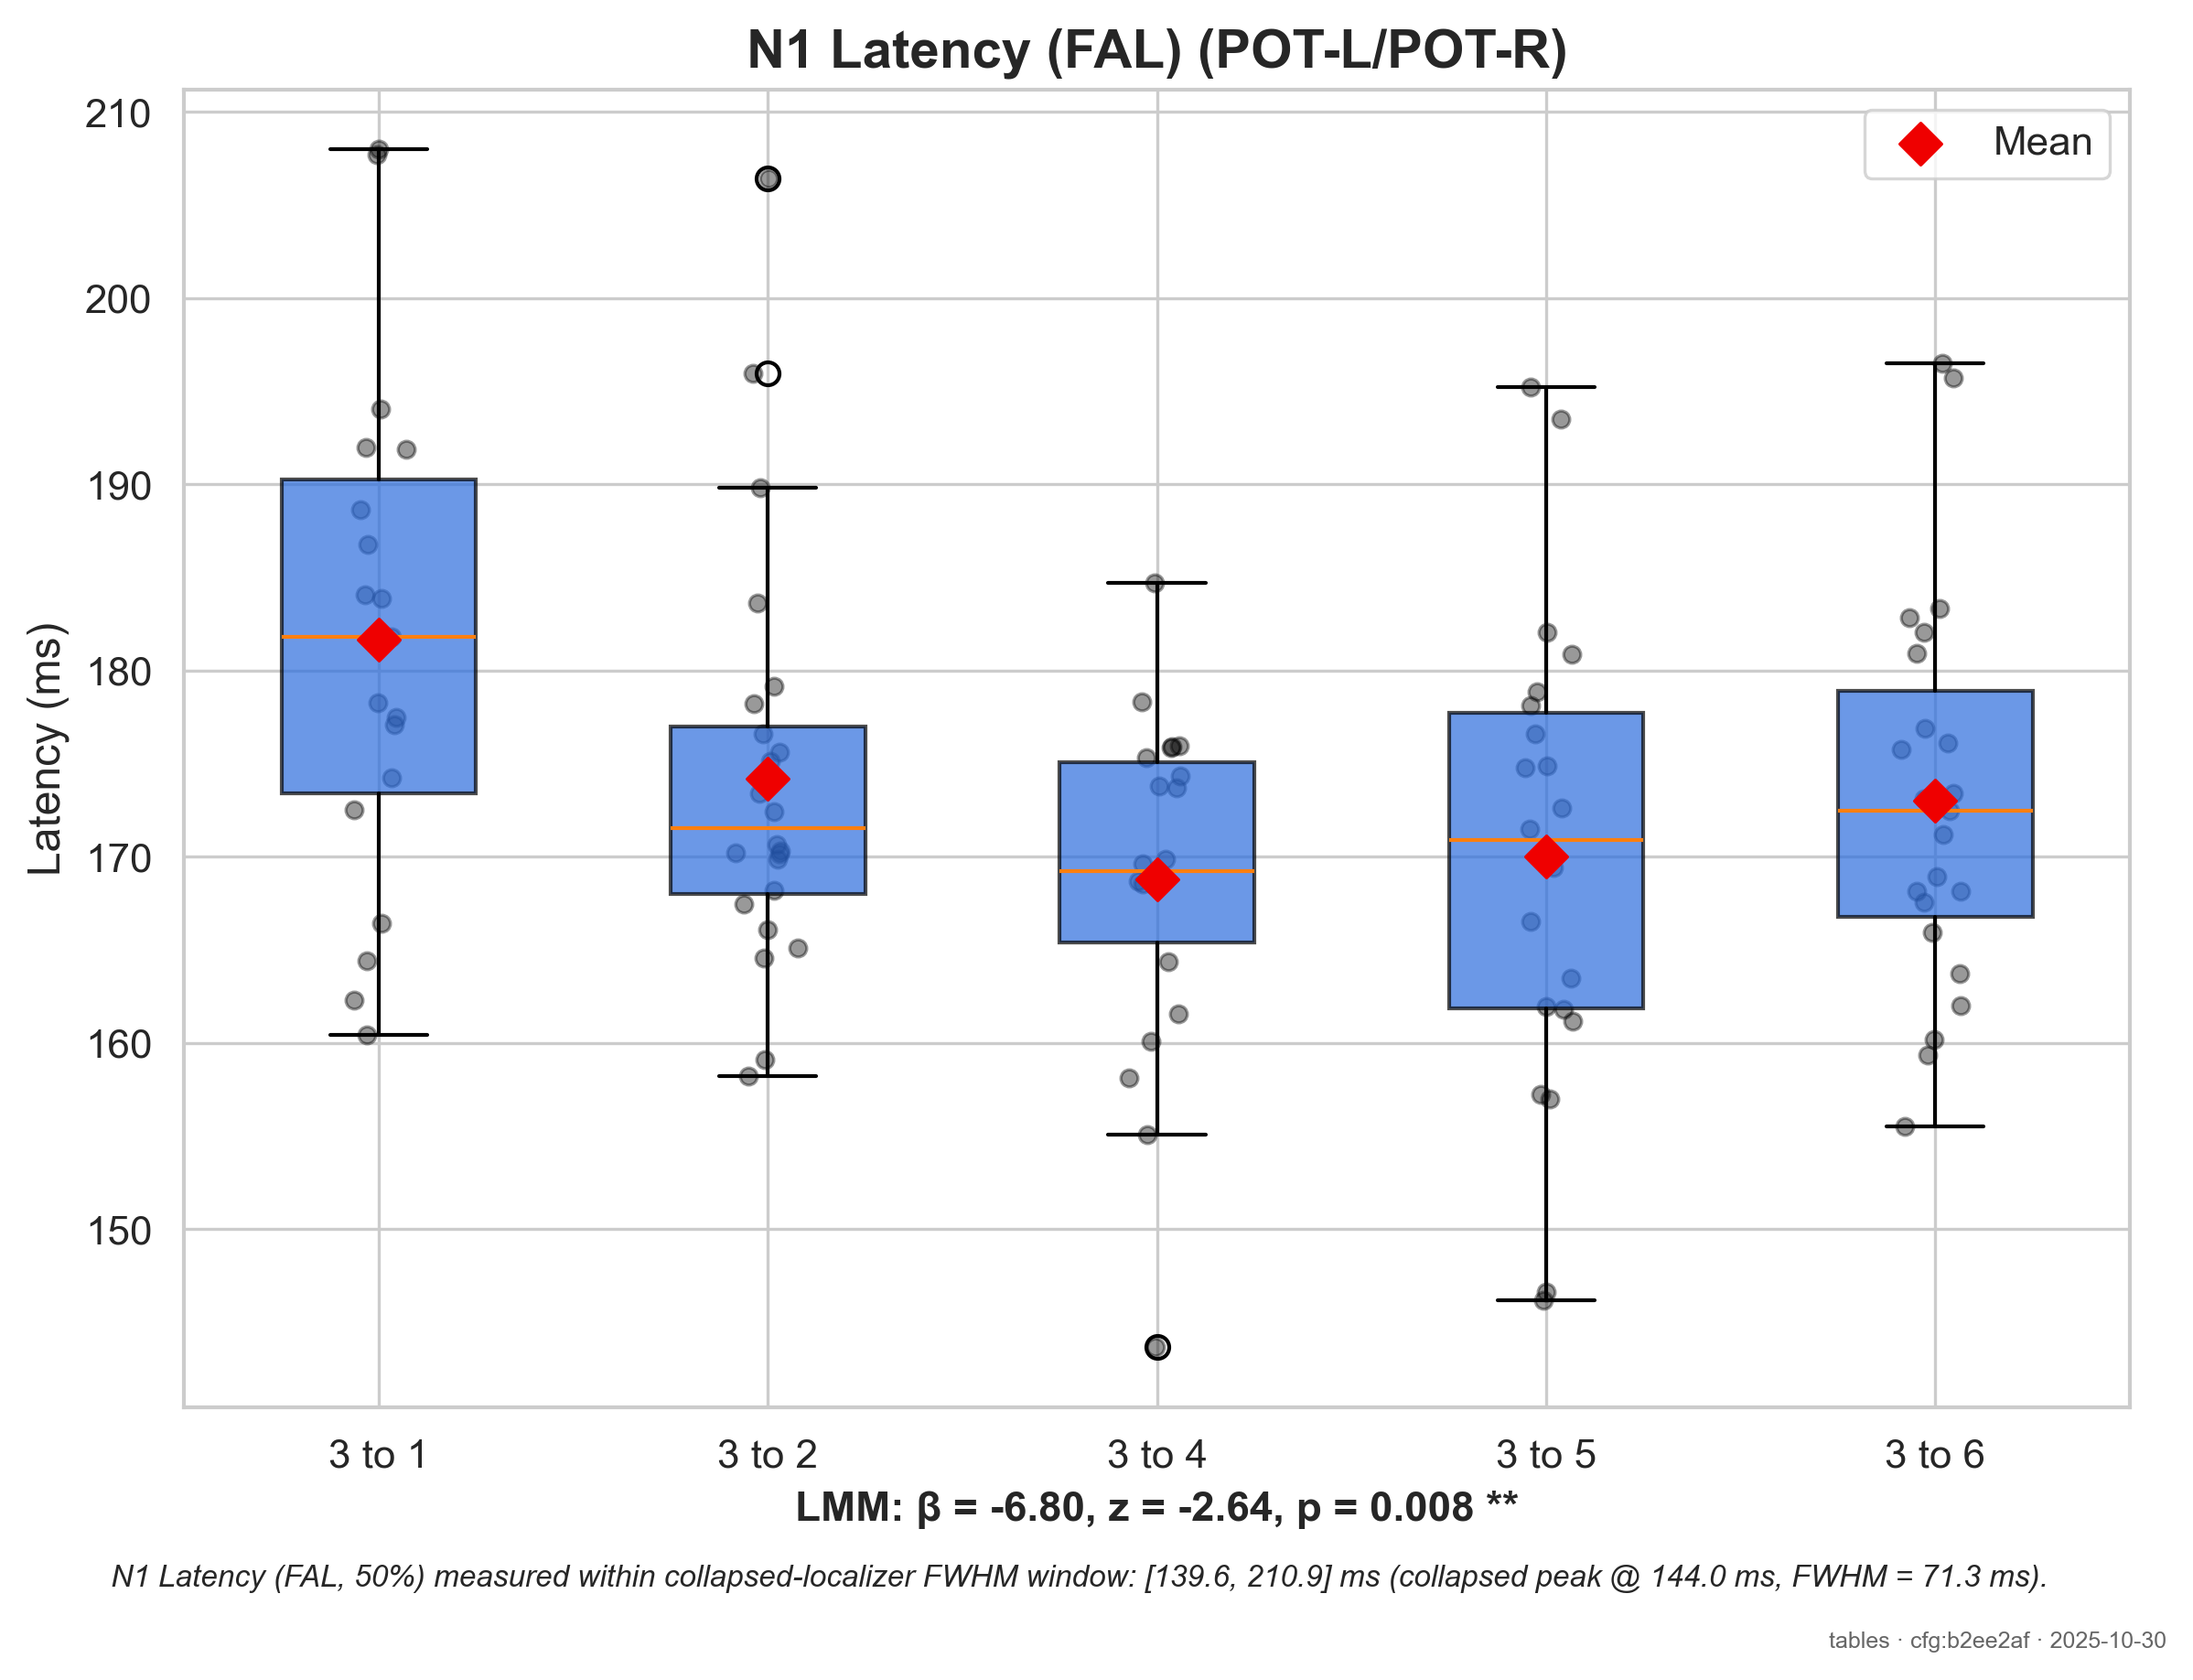 N1 Latency (FAL) (POT-L/POT-R)
210
200
190
180
170
160
150
Latency (ms)
Mean
3 to 1
3 to 2
3 to 4
3 to 5
3 to 6
LMM: β = -6.80, z = -2.64, p = 0.008 **
N1 Latency (FAL, 50%) measured within collapsed-localizer FWHM window: [139.6, 210.9] ms (collapsed peak @ 144.0 ms, FWHM = 71.3 ms).
tables · cfg:b2ee2af · 2025-10-30